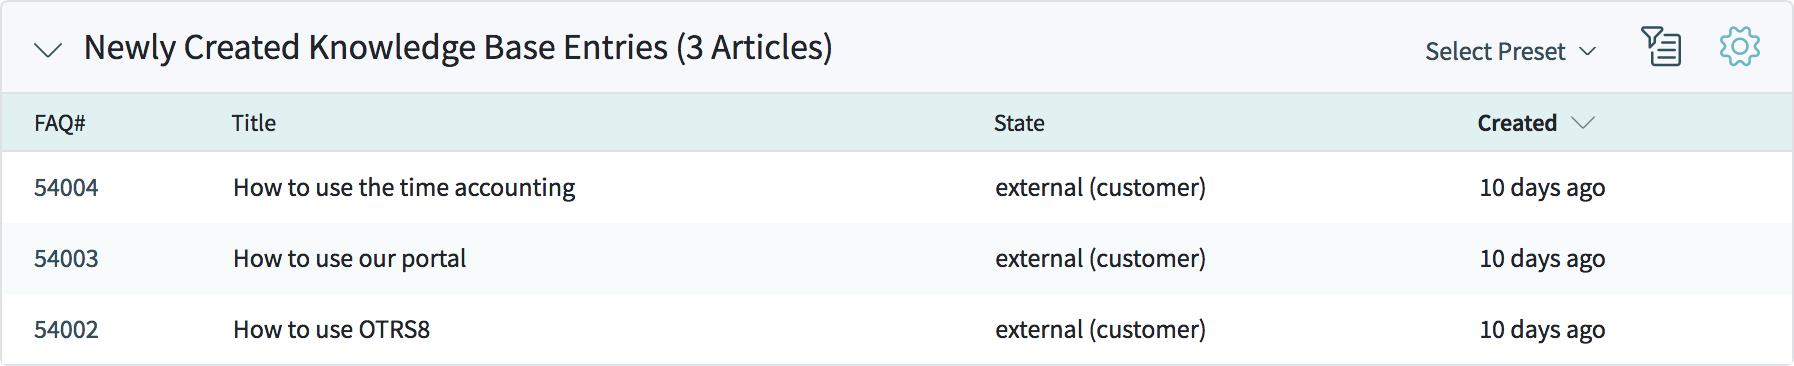 Newly Created Knowledge Base Entries (3 Articles) Select Preset
FAQ# Title State Created
54004 How to use the time accounting external (customer) 10 days ago
54003 How to use our portal external (customer) 10 days ago
54002 How to use OTRS8 external (customer) 10 days ago